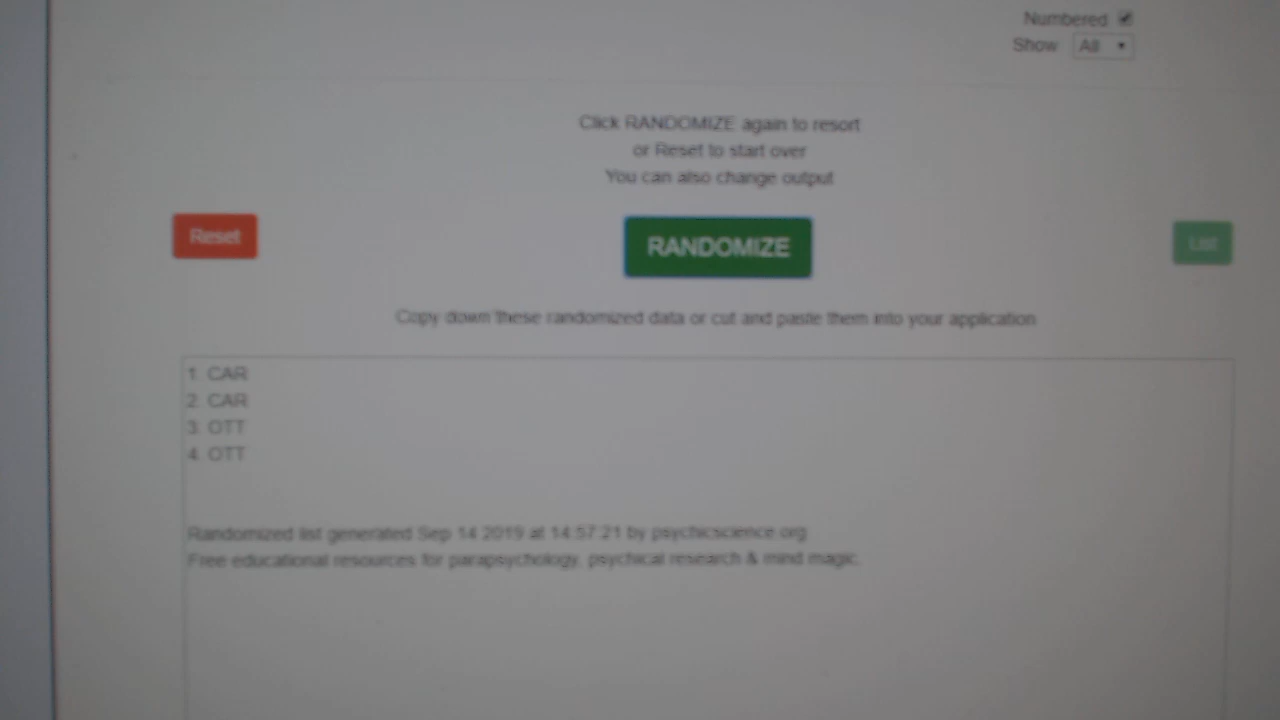 Numbered
Show All
Click RANDOMIZE again to resort
or Reset to start over
You can also change output
Reset
RANDOMIZE
List
Copy down these randomized data or cut and paste them into your application
1. CAR
2. CAR
3. OTT
4. OTT
Randomized list generated Sep 14 2019 at 14:57:21 by psychicscience.org
Free educational resources for parapsychology, psychical research & mind magic.